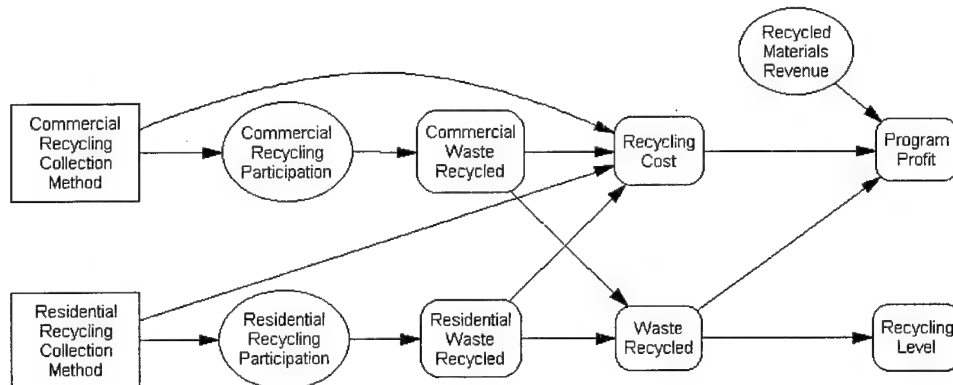 Recycled
Materials
Revenue
Commercial
Recycling
Collection
Method
Commercial
Recycling
Participation
Commercial
Waste
Recycled
Recycling
Cost
Program
Profit
Residential
Recycling
Collection
Method
Residential
Recycling
Participation
Residential
Waste
Recycled
Waste
Recycled
Recycling
Level